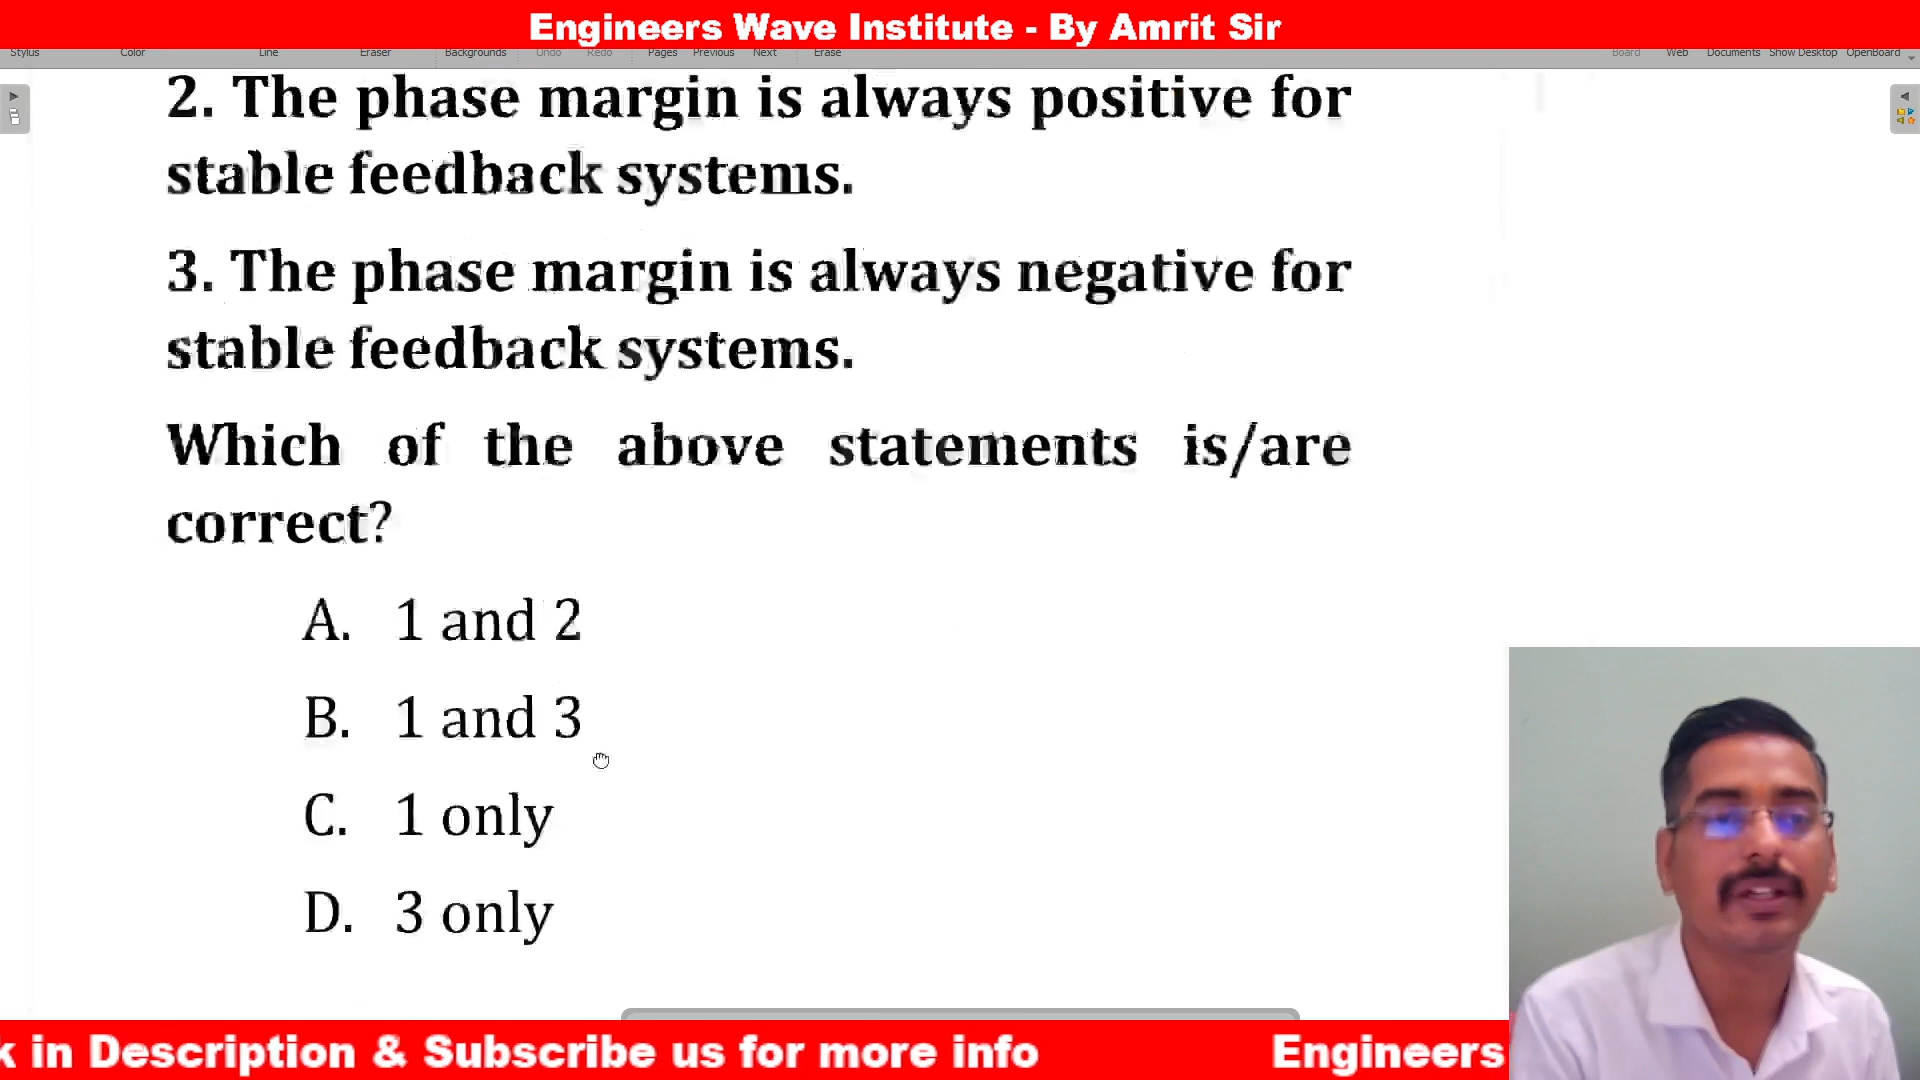 Engineers Wave Institute - By Amrit Sir
Stylus Color Line Eraser Backgrounds Undo Redo Pages Previous Next Erase Board Web Documents Show Desktop OpenBoard
2. The phase margin is always positive for
stable feedback systems.
3. The phase margin is always negative for
stable feedback systems.
Which of the above statements is/are
correct?
A. 1 and 2
B. 1 and 3
C. 1 only
D. 3 only
k in Description & Subscribe us for more info Engineers